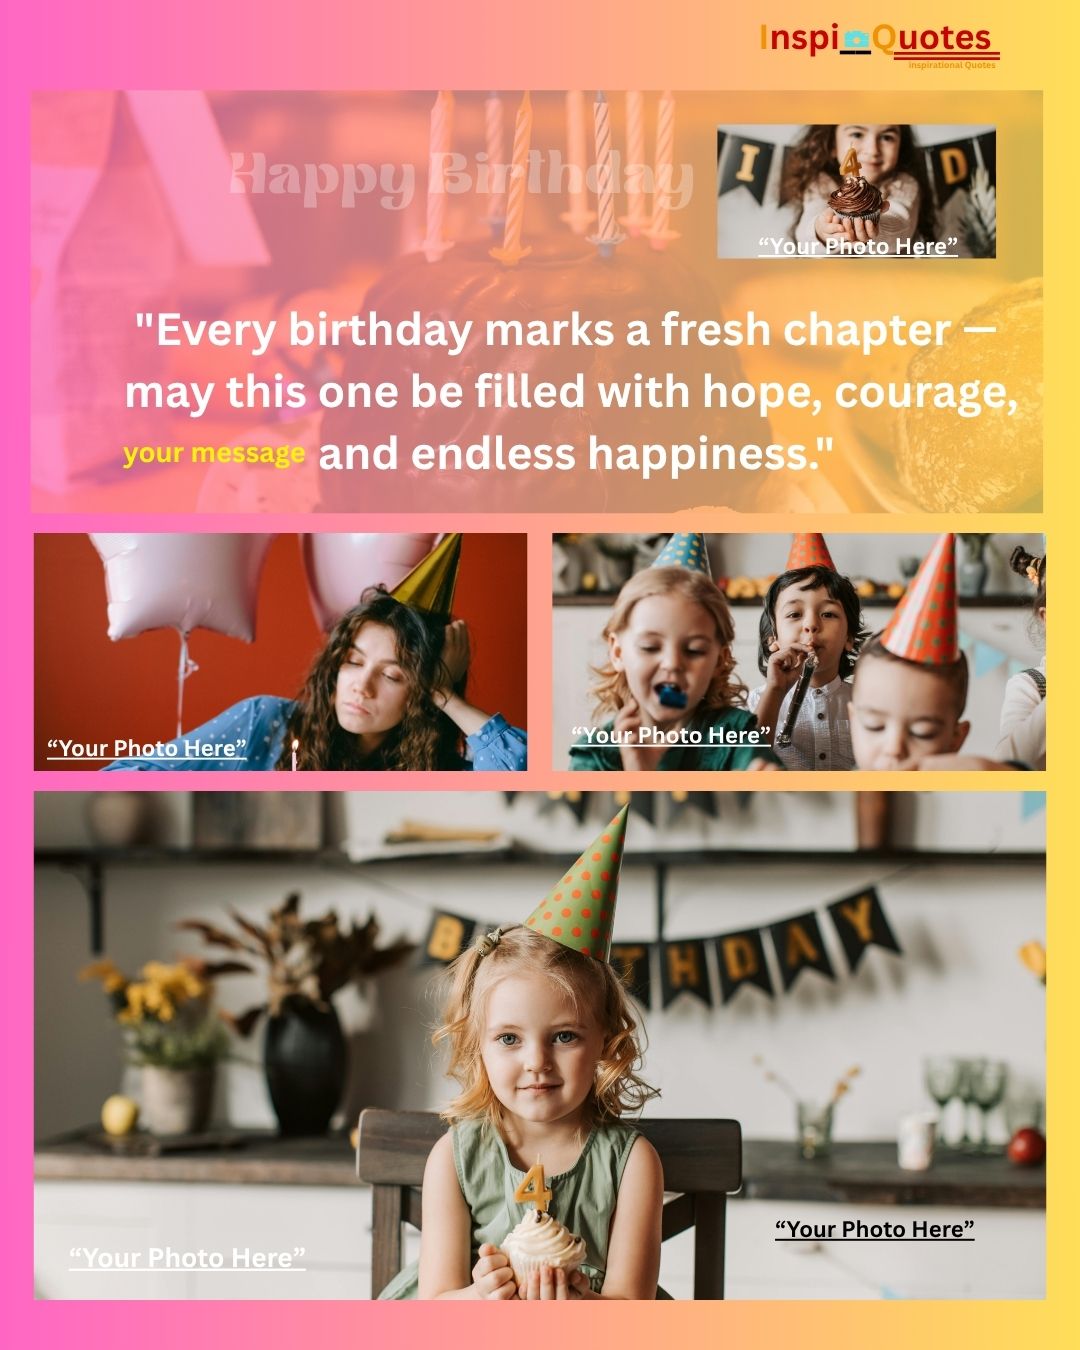 InspiQuotes
inspirational Quotes
Happy Birthday
I
D
4
“Your Photo Here”
"Every birthday marks a fresh chapter —
may this one be filled with hope, courage,
your message and endless happiness."
“Your Photo Here”
“Your Photo Here”
B THDAY
4
“Your Photo Here”
“Your Photo Here”